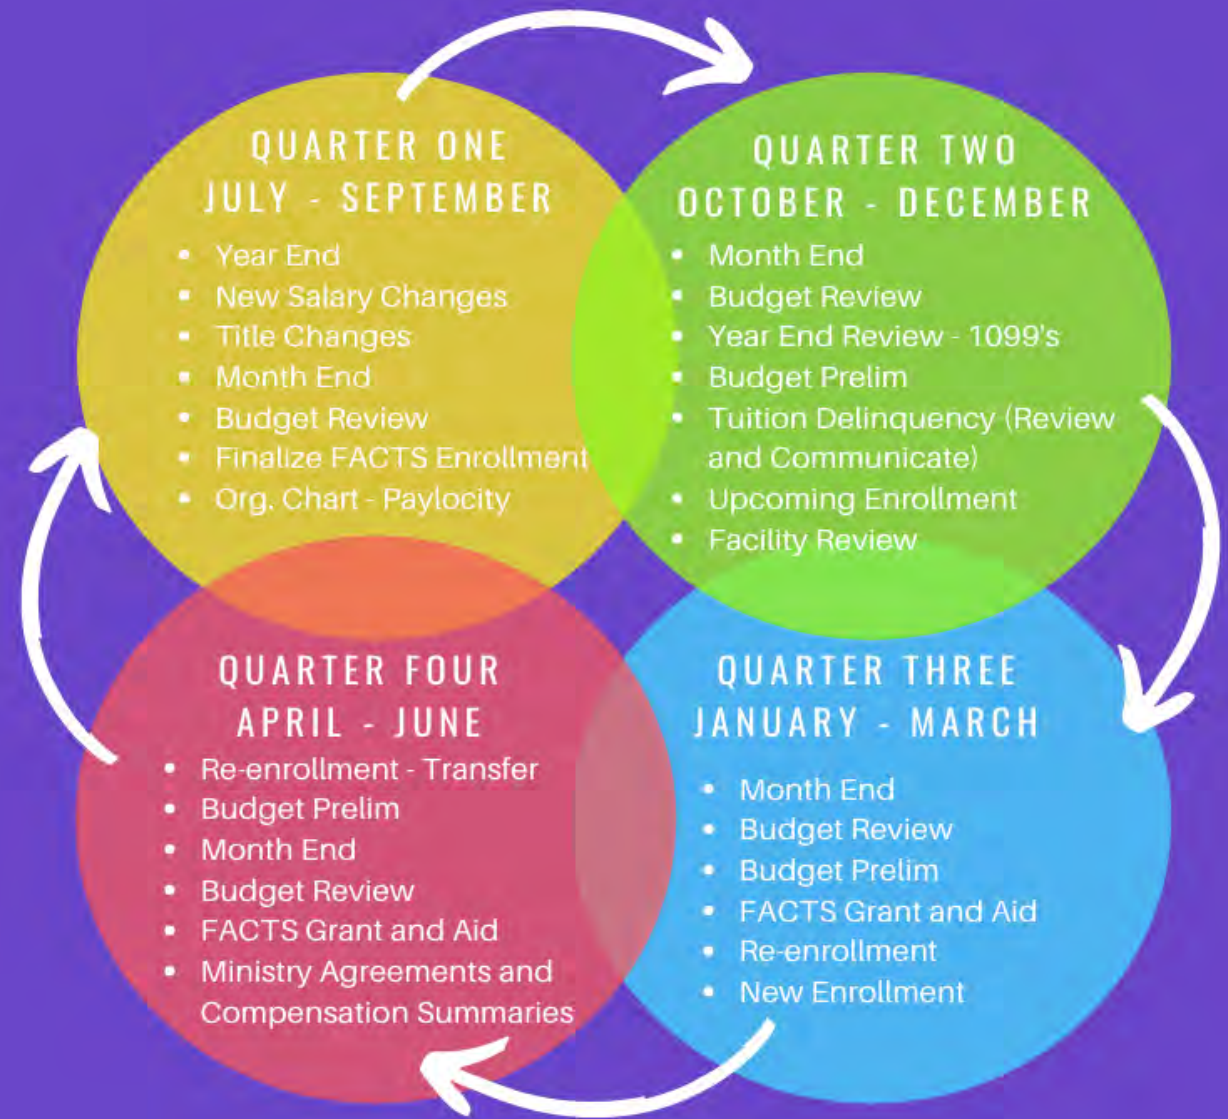 QUARTER ONE
JULY - SEPTEMBER
• Year End
• New Salary Changes
• Title Changes
• Month End
• Budget Review
• Finalize FACTS Enrollment
• Org. Chart - Paylocity
QUARTER TWO
OCTOBER - DECEMBER
• Month End
• Budget Review
• Year End Review - 1099's
• Budget Prelim
• Tuition Delinquency (Review
and Communicate)
• Upcoming Enrollment
• Facility Review
QUARTER FOUR
APRIL - JUNE
• Re-enrollment - Transfer
• Budget Prelim
• Month End
• Budget Review
• FACTS Grant and Aid
• Ministry Agreements and
Compensation Summaries
QUARTER THREE
JANUARY - MARCH
• Month End
• Budget Review
• Budget Prelim
• FACTS Grant and Aid
• Re-enrollment
• New Enrollment